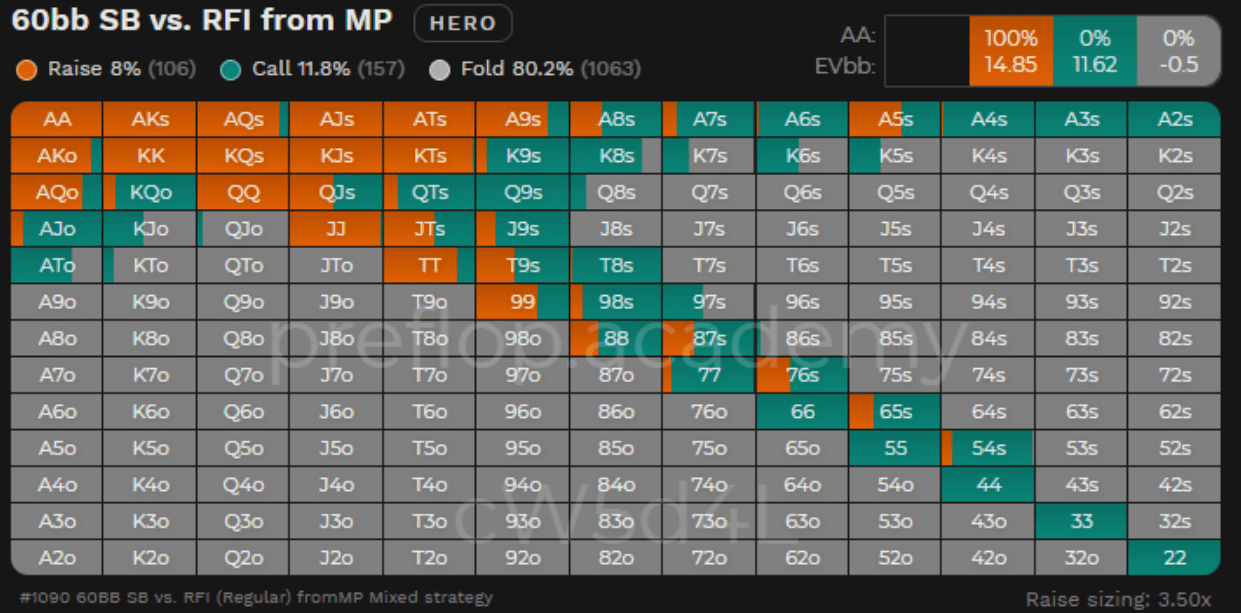 60bb SB vs. RFI from MP HERO
AA: 100% 0% 0%
EVbb: 14.85 11.62 -0.5
Raise 8% (106) Call 11.8% (157) Fold 80.2% (1063)
AA AKs AQs AJs ATs A9s A8s A7s A6s A5s A4s A3s A2s
AKo KK KQs KJs KTs K9s K8s K7s K6s K5s K4s K3s K2s
AQo KQo QQ QJs QTs Q9s Q8s Q7s Q6s Q5s Q4s Q3s Q2s
AJo KJo QJo JJ JTs J9s J8s J7s J6s J5s J4s J3s J2s
ATo KTo QTo JTo TT T9s T8s T7s T6s T5s T4s T3s T2s
A9o K9o Q9o J9o T9o 99 98s 97s 96s 95s 94s 93s 92s
A8o K8o Q8o J8o T8o 98o 88 87s 86s 85s 84s 83s 82s
preflop.academy
A7o K7o Q7o J7o T7o 97o 87o 77 76s 75s 74s 73s 72s
A6o K6o Q6o J6o T6o 96o 86o 76o 66 65s 64s 63s 62s
A5o K5o Q5o J5o T5o 95o 85o 75o 65o 55 54s 53s 52s
A4o K4o Q4o J4o T4o 94o 84o 74o 64o 54o 44 43s 42s
A3o K3o Q3o J3o T3o 93o 83o 73o 63o 53o 43o 33 32s
cW5d4L
A2o K2o Q2o J2o T2o 92o 82o 72o 62o 52o 42o 32o 22
#1090 60BB SB vs. RFI (Regular) fromMP Mixed strategy
Raise sizing: 3.50x